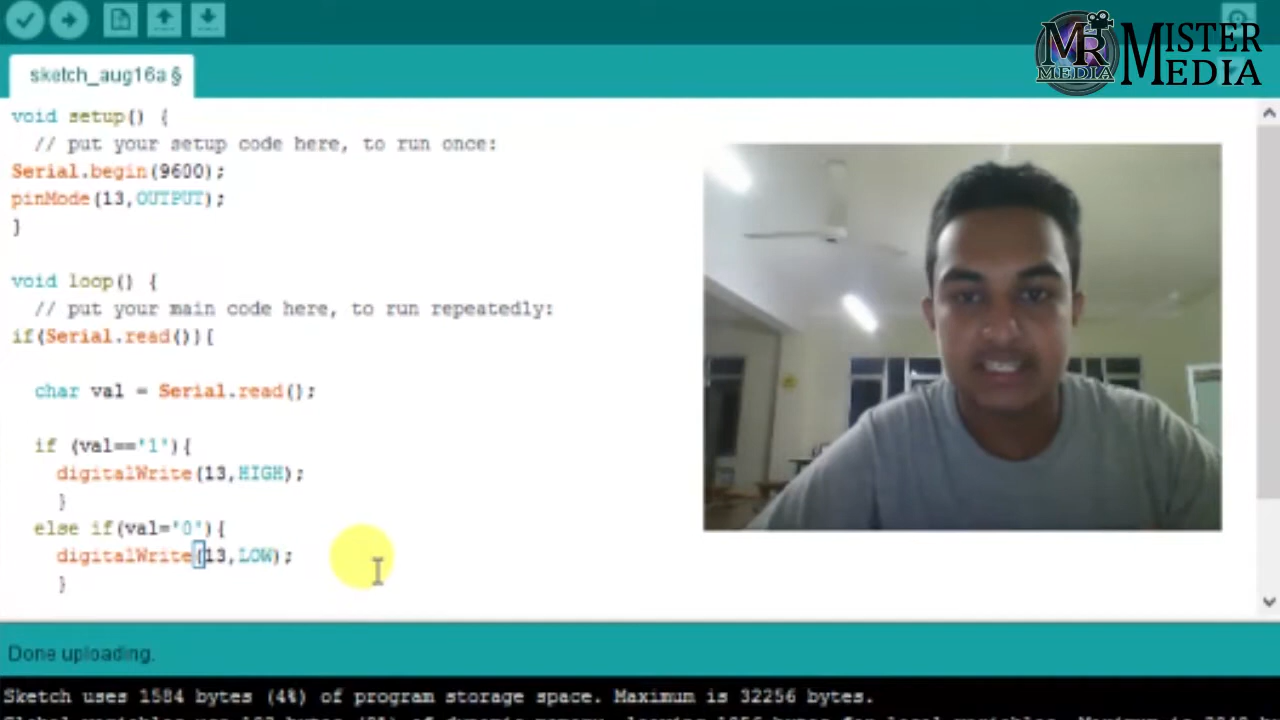 MR
MEDIA
MISTER
MEDIA
sketch_aug16a §
void setup() {
// put your setup code here, to run once:
Serial.begin(9600);
pinMode(13,OUTPUT);
}
void loop() {
// put your main code here, to run repeatedly:
if(Serial.read()){
char val = Serial.read();
if (val=='1'){
digitalWrite(13,HIGH);
}
else if(val='0'){
digitalWrite(13,LOW);
}
Done uploading.
Sketch uses 1584 bytes (4%) of program storage space. Maximum is 32256 bytes.